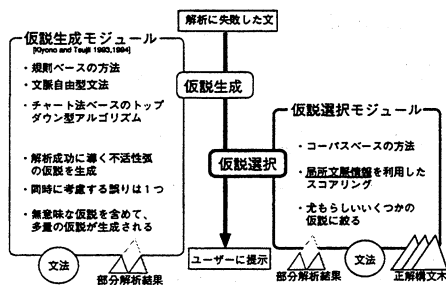 解析に失敗した文
仮説生成モジュール
[Kiyono and Tsujii 1993,1994]
・規則ベースの方法
・文脈自由型文法
・チャート法ベースのトップ
ダウン型アルゴリズム
・解析成功に導く不活性弧
の仮説を生成
・同時に考慮する誤りは1つ
・無意味な仮説を含めて、
多量の仮説が生成される
文法
部分解析結果
仮説生成
仮説選択
ユーザーに提示
仮説選択モジュール
・コーパスベースの方法
・局所文脈情報を利用した
スコアリング
・尤もらしいいくつかの
仮説に絞る
文法
部分解析結果
正解構文木